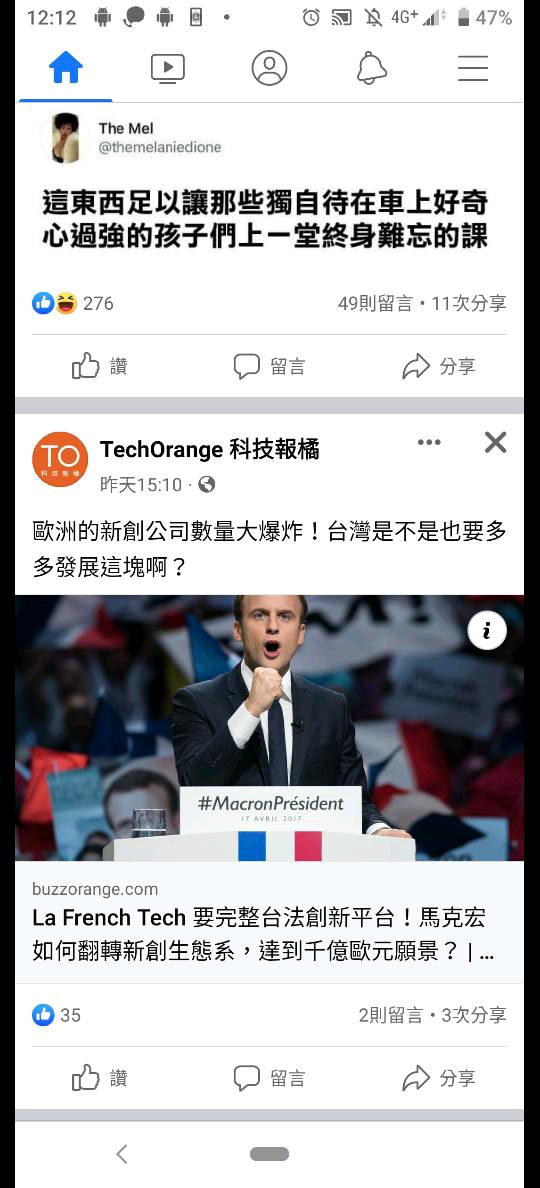 12:12
4G+
47%
The Mel
@themelaniedione
這東西足以讓那些獨自待在車上好奇
心過強的孩子們上一堂終身難忘的課
276
49則留言·11次分享
讚
留言
分享
TO
科技報橘
TechOrange 科技報橘
昨天15:10 ·
歐洲的新創公司數量大爆炸！台灣是不是也要多
多發展這塊啊？
i
#MacronPrésident
17 AVRIL 2017
buzzorange.com
La French Tech 要完整台法創新平台！馬克宏
如何翻轉新創生態系，達到千億歐元願景？ | ...
35
2則留言·3次分享
讚
留言
分享